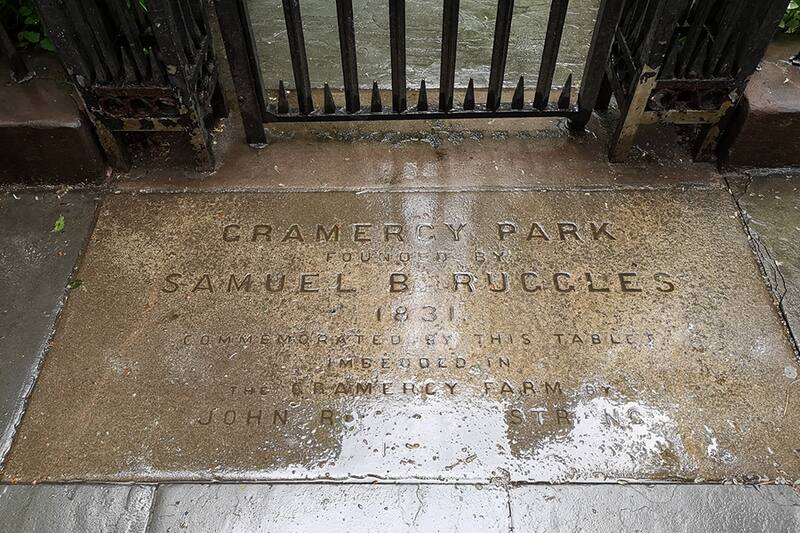 GRAMERCY PARK
FOUNDED BY
SAMUEL B. RUGGLES
1831
COMMEMORATED BY THIS TABLET
IMBEDDED IN
THE GRAMERCY FARM BY
JOHN